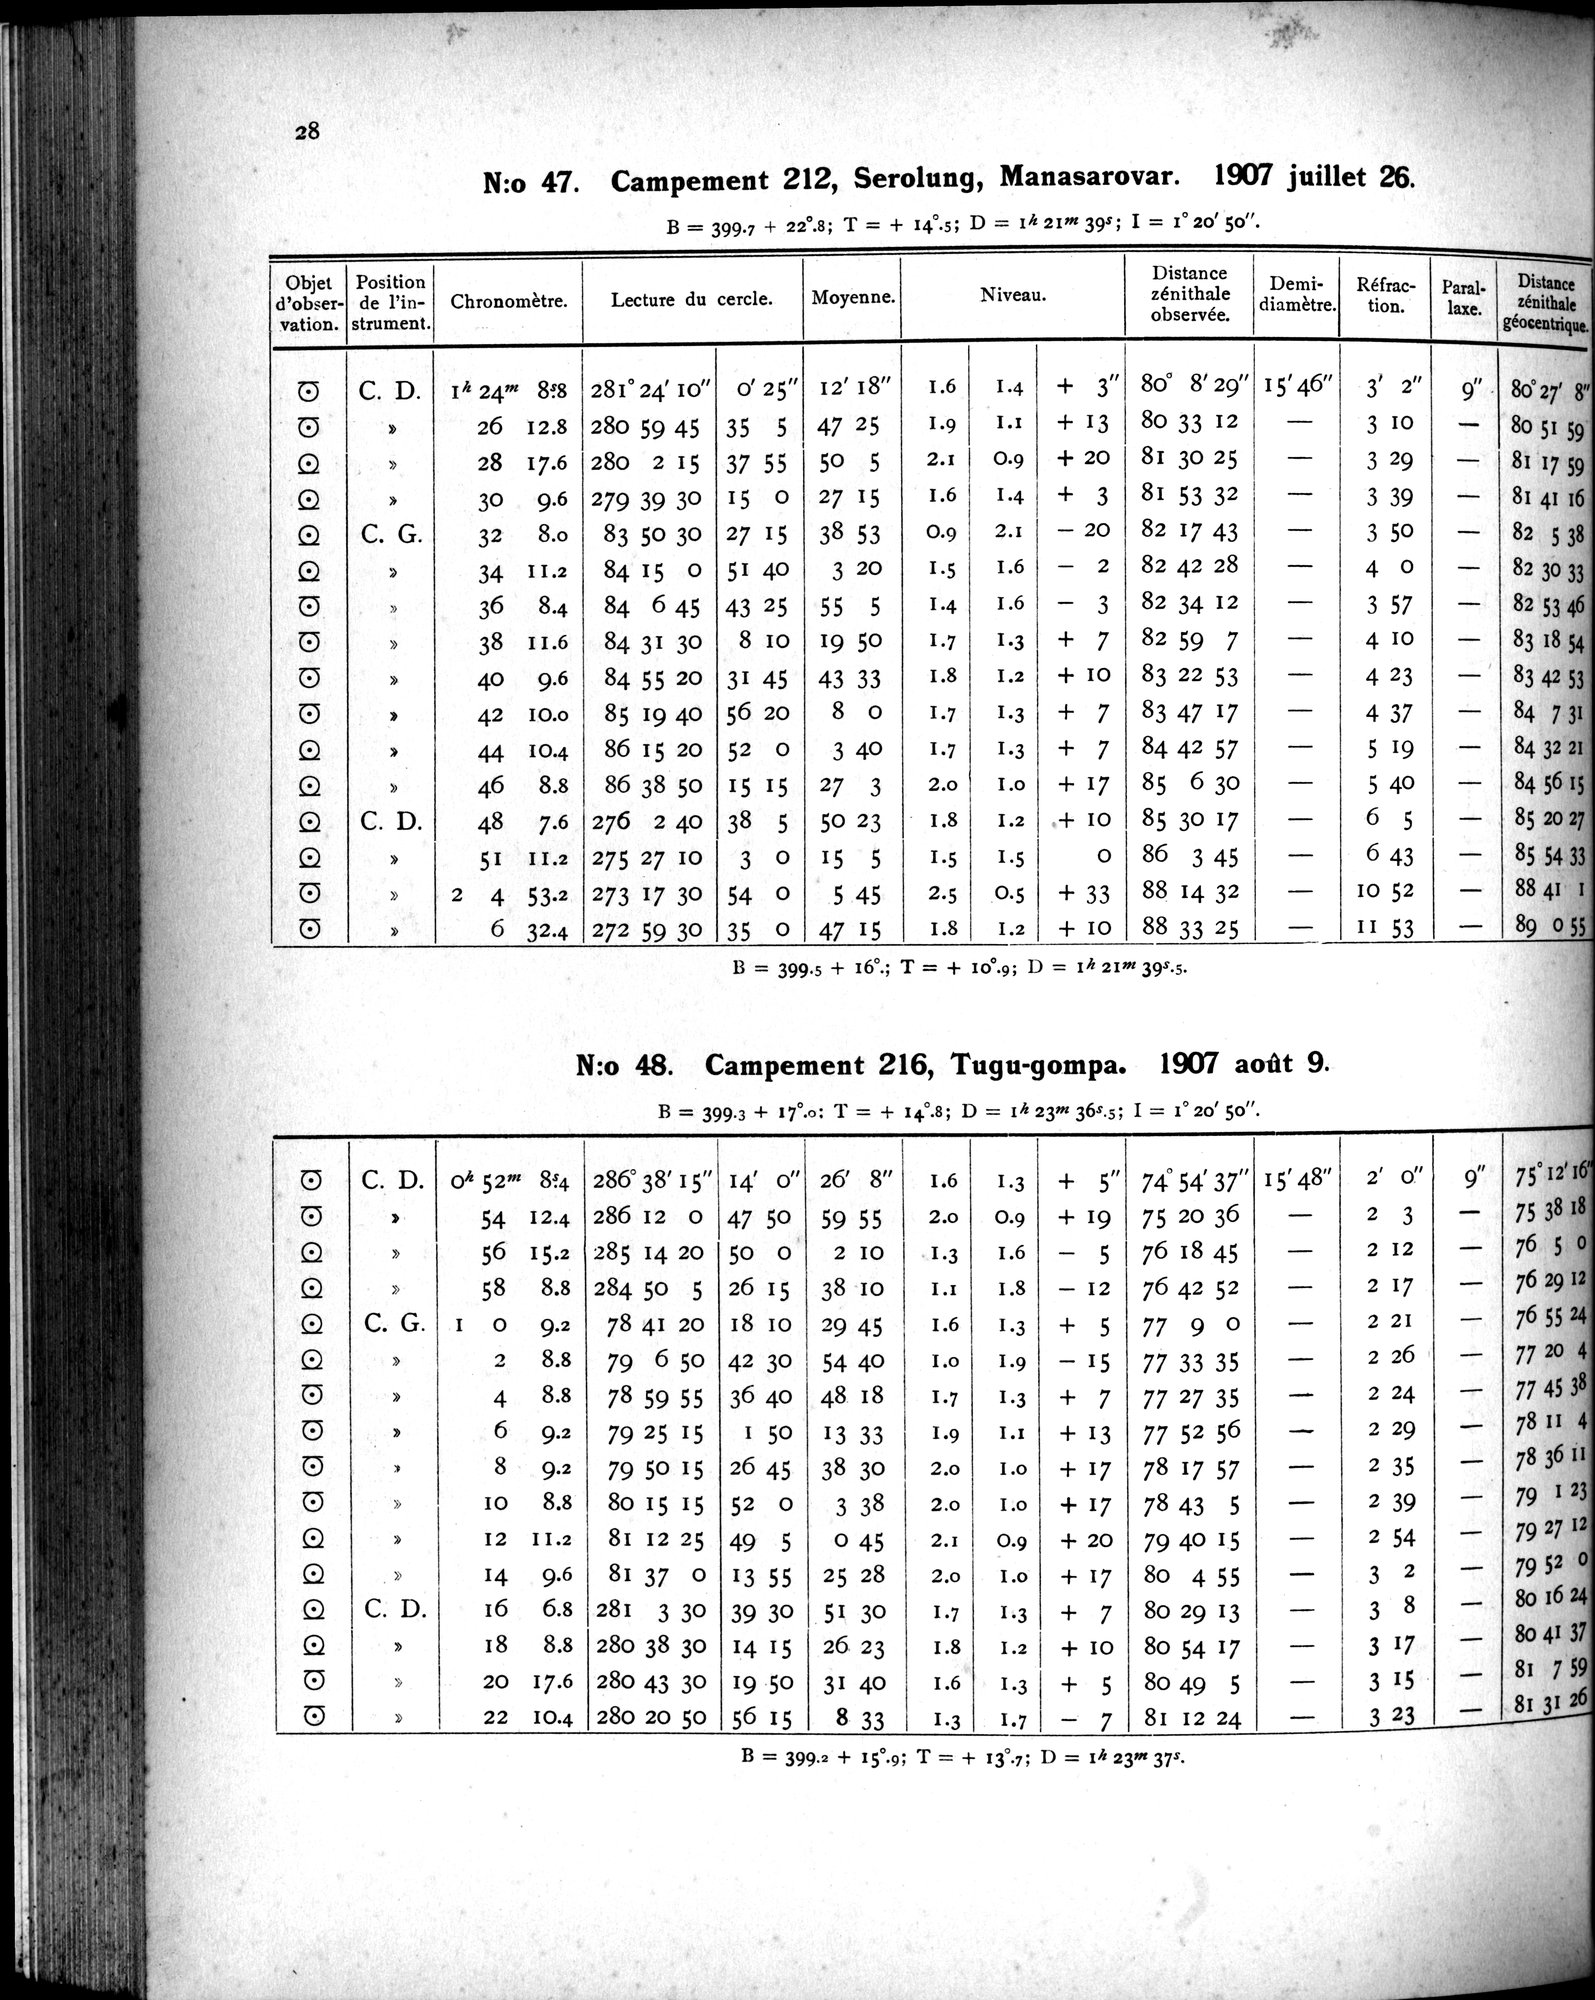 28
N:o 47. Campement 212, Serolung, Manasarovar. 1907 juillet 26.
B = 399.7 + 22°.8; T = + 14°.5; D = 1h 21m 39s; I = 1° 20′ 50″.
Objet d'obser-vation. | Position de l'in-strument. | Chronomètre. | Lecture du cercle. | Moyenne. | Niveau. | Distance zénithale observée. | Demi-diamètre. | Réfrac-tion. | Paral-laxe. | Distance zénithale géocentrique.
☉ C. D. 1h 24m 8s.8 281° 24′ 10″ 0′ 25″ 12′ 18″ 1.6 1.4 + 3″ 80° 8′ 29″ 15′ 46″ 3′ 2″ 9″ 80° 27′ 8″
☉ » 26 12.8 280 59 45 35 5 47 25 1.9 1.1 + 13 80 33 12 — 3 10 — 80 51 59
☉ » 28 17.6 280 2 15 37 55 50 5 2.1 0.9 + 20 81 30 25 — 3 29 — 81 17 59
☉ » 30 9.6 279 39 30 15 0 27 15 1.6 1.4 + 3 81 53 32 — 3 39 — 81 41 16
☉ C. G. 32 8.0 83 50 30 27 15 38 53 0.9 2.1 − 20 82 17 43 — 3 50 — 82 5 38
☉ » 34 11.2 84 15 0 51 40 3 20 1.5 1.6 − 2 82 42 28 — 4 0 — 82 30 33
☉ » 36 8.4 84 6 45 43 25 55 5 1.4 1.6 − 3 82 34 12 — 3 57 — 82 53 46
☉ » 38 11.6 84 31 30 8 10 19 50 1.7 1.3 + 7 82 59 7 — 4 10 — 83 18 54
☉ » 40 9.6 84 55 20 31 45 43 33 1.8 1.2 + 10 83 22 53 — 4 23 — 83 42 53
☉ » 42 10.0 85 19 40 56 20 8 0 1.7 1.3 + 7 83 47 17 — 4 37 — 84 7 31
☉ » 44 10.4 86 15 20 52 0 3 40 1.7 1.3 + 7 84 42 57 — 5 19 — 84 32 21
☉ » 46 8.8 86 38 50 15 15 27 3 2.0 1.0 + 17 85 6 30 — 5 40 — 84 56 15
☉ C. D. 48 7.6 276 2 40 38 5 50 23 1.8 1.2 + 10 85 30 17 — 6 5 — 85 20 27
☉ » 51 11.2 275 27 10 3 0 15 5 1.5 1.5 0 86 3 45 — 6 43 — 85 54 33
☉ » 2 4 53.2 273 17 30 54 0 5 45 2.5 0.5 + 33 88 14 32 — 10 52 — 88 41 1
☉ » 6 32.4 272 59 30 35 0 47 15 1.8 1.2 + 10 88 33 25 — 11 53 — 89 0 55
B = 399.5 + 16°.; T = + 10°.9; D = 1h 21m 39s.5.
N:o 48. Campement 216, Tugu-gompa. 1907 août 9.
B = 399.3 + 17°.0: T = + 14°.8; D = 1h 23m 36s.5; I = 1° 20′ 50″.
☉ C. D. 0h 52m 8s.4 286° 38′ 15″ 14′ 0″ 26′ 8″ 1.6 1.3 + 5″ 74° 54′ 37″ 15′ 48″ 2′ 0″ 9″ 75° 12′ 16″
☉ » 54 12.4 286 12 0 47 50 59 55 2.0 0.9 + 19 75 20 36 — 2 3 — 75 38 18
☉ » 56 15.2 285 14 20 50 0 2 10 1.3 1.6 − 5 76 18 45 — 2 12 — 76 5 0
☉ » 58 8.8 284 50 5 26 15 38 10 1.1 1.8 − 12 76 42 52 — 2 17 — 76 29 12
☉ C. G. 1 0 9.2 78 41 20 18 10 29 45 1.6 1.3 + 5 77 9 0 — 2 21 — 76 55 24
☉ » 2 8.8 79 6 50 42 30 54 40 1.0 1.9 − 15 77 33 35 — 2 26 — 77 20 4
☉ » 4 8.8 78 59 55 36 40 48 18 1.7 1.3 + 7 77 27 35 — 2 24 — 77 45 38
☉ » 6 9.2 79 25 15 1 50 13 33 1.9 1.1 + 13 77 52 56 — 2 29 — 78 11 4
☉ » 8 9.2 79 50 15 26 45 38 30 2.0 1.0 + 17 78 17 57 — 2 35 — 78 36 11
☉ » 10 8.8 80 15 15 52 0 3 38 2.0 1.0 + 17 78 43 5 — 2 39 — 79 1 23
☉ » 12 11.2 81 12 25 49 5 0 45 2.1 0.9 + 20 79 40 15 — 2 54 — 79 27 12
☉ » 14 9.6 81 37 0 13 55 25 28 2.0 1.0 + 17 80 4 55 — 3 2 — 79 52 0
☉ C. D. 16 6.8 281 3 30 39 30 51 30 1.7 1.3 + 7 80 29 13 — 3 8 — 80 16 24
☉ » 18 8.8 280 38 30 14 15 26 23 1.8 1.2 + 10 80 54 17 — 3 17 — 80 41 37
☉ » 20 17.6 280 43 30 19 50 31 40 1.6 1.3 + 5 80 49 5 — 3 15 — 81 7 59
☉ » 22 10.4 280 20 50 56 15 8 33 1.3 1.7 − 7 81 12 24 — 3 23 — 81 31 26
B = 399.2 + 15°.9; T = + 13°.7; D = 1h 23m 37s.